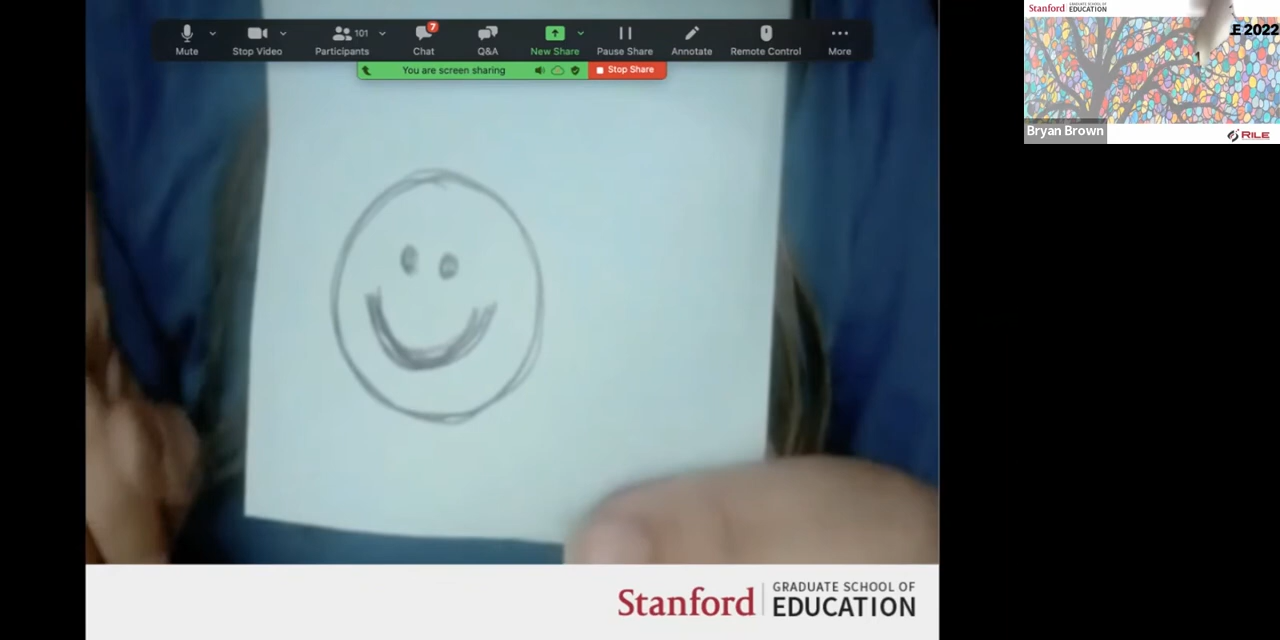 Mute
Stop Video
101
Participants
7
Chat
Q&A
New Share
Pause Share
Annotate
Remote Control
More
You are screen sharing
Stop Share
Stanford
GRADUATE SCHOOL OF
EDUCATION
Stanford
GRADUATE SCHOOL OF
EDUCATION
E 2022
Bryan Brown
RILE